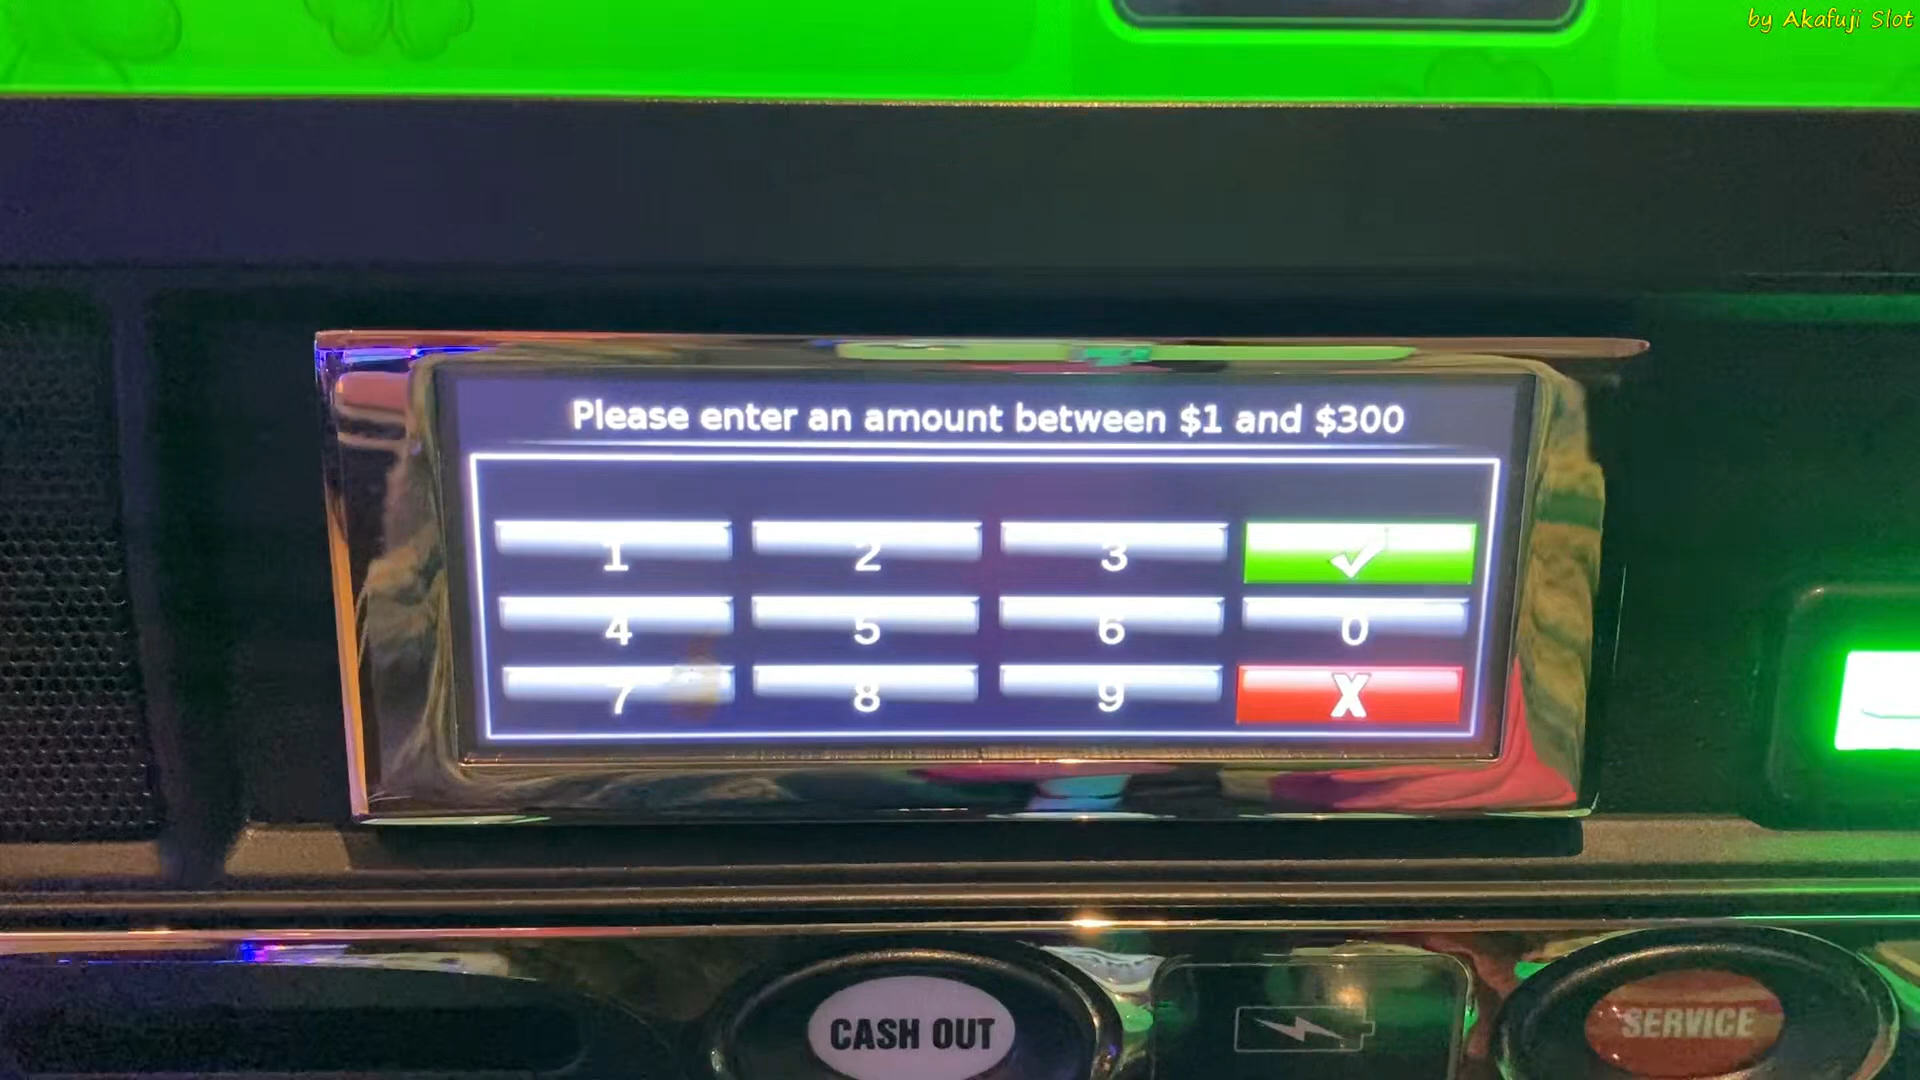 by Akafuji Slot
Please enter an amount between $1 and $300
1 2 3
4 5 6 0
7 8 9 X
CASH OUT
SERVICE